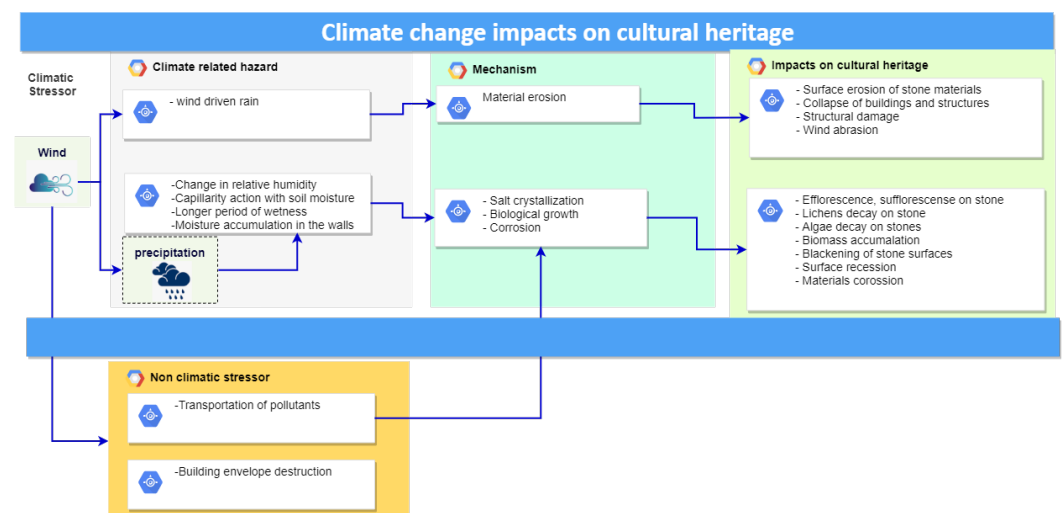 Climate change impacts on cultural heritage
Climatic
Stressor
Climate related hazard
Mechanism
Impacts on cultural heritage
- wind driven rain
Material erosion
- Surface erosion of stone materials
- Collapse of buildings and structures
- Structural damage
- Wind abrasion
Wind
-Change in relative humidity
-Capillarity action with soil moisture
-Longer period of wetness
-Moisture accumulation in the walls
- Salt crystallization
- Biological growth
- Corrosion
- Efflorescence, sufflorescense on stone
- Lichens decay on stone
- Algae decay on stones
- Biomass accumalation
- Blackening of stone surfaces
- Surface recession
- Materials corossion
precipitation
Non climatic stressor
-Transportation of pollutants
-Building envelope destruction